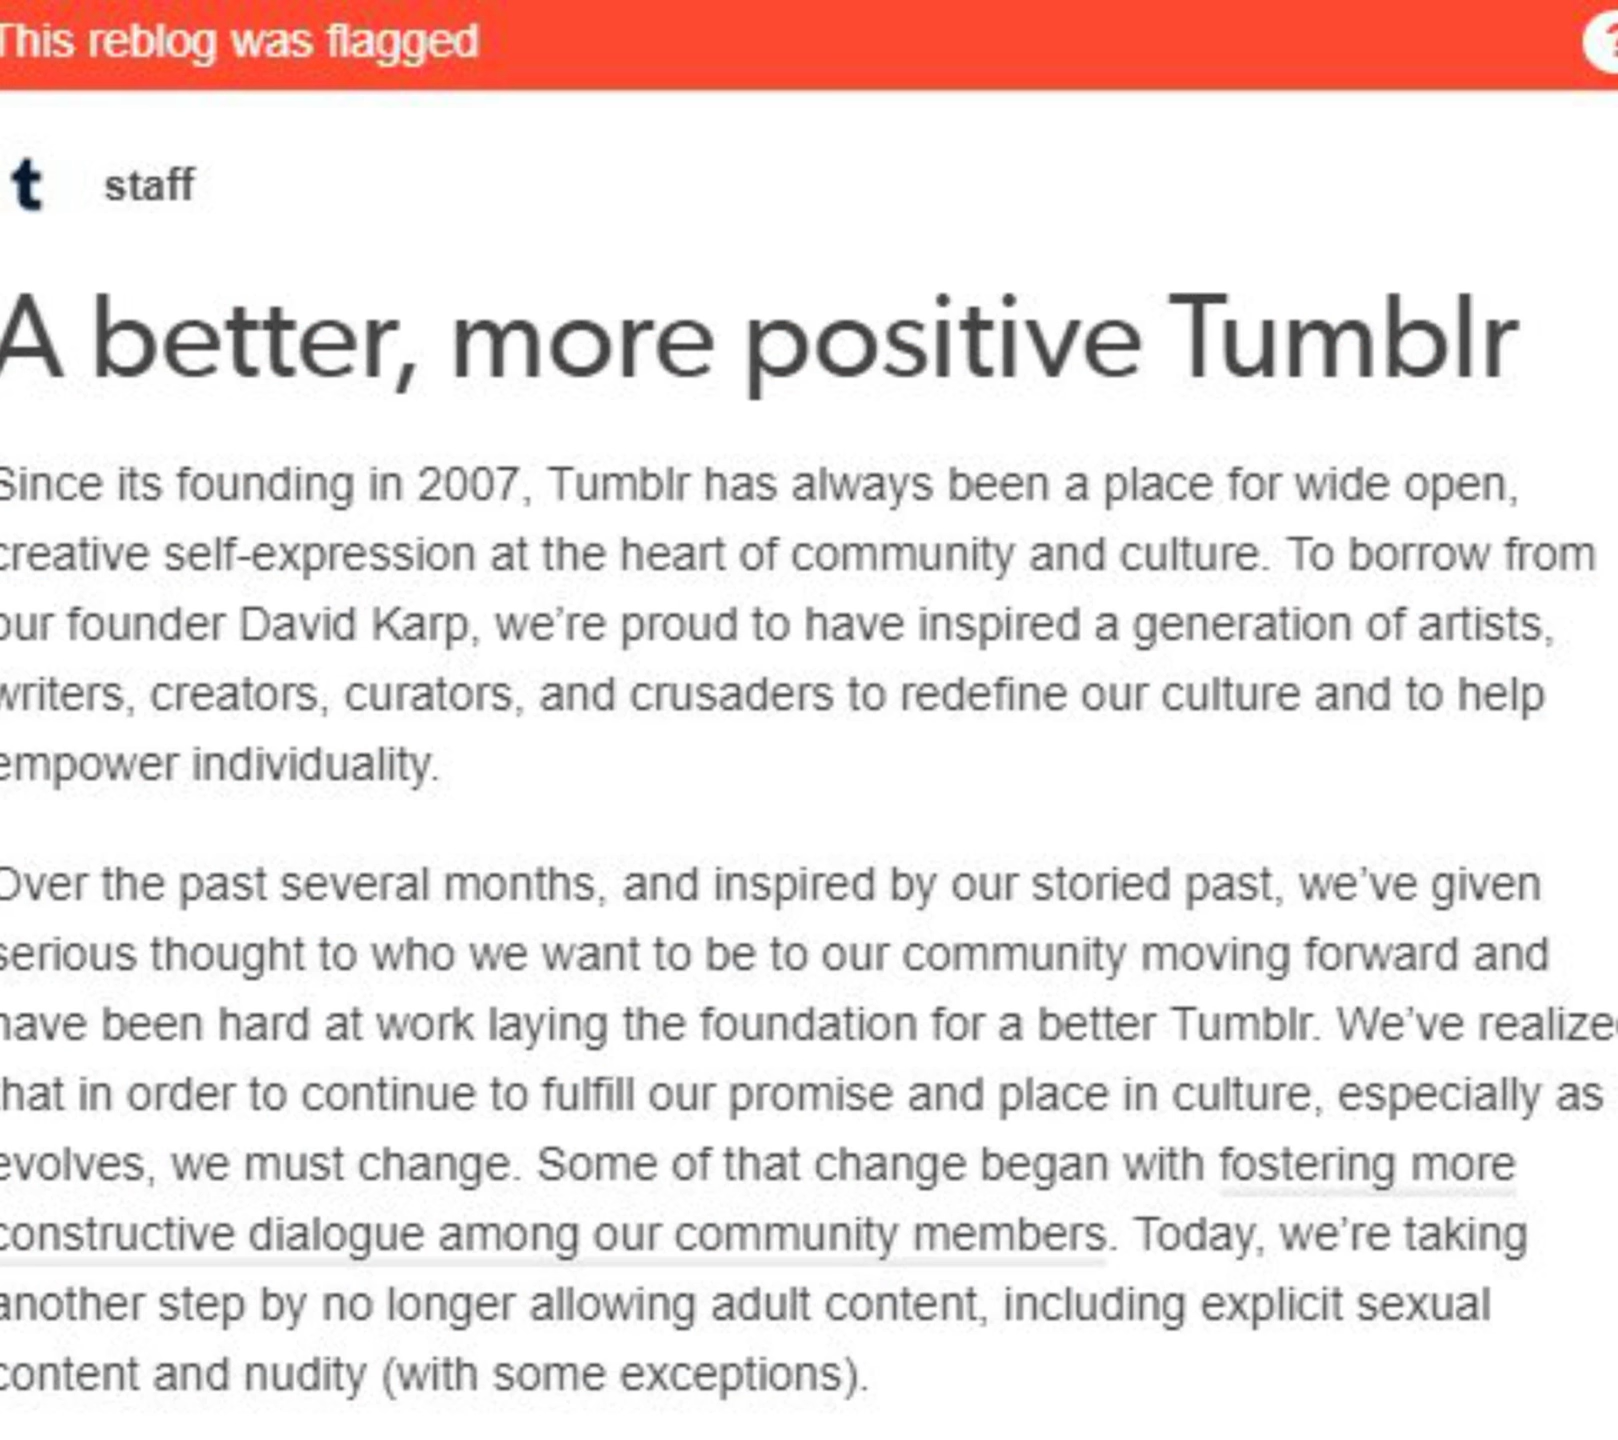 This reblog was flagged
?
t staff
A better, more positive Tumblr
Since its founding in 2007, Tumblr has always been a place for wide open,
creative self-expression at the heart of community and culture. To borrow from
our founder David Karp, we’re proud to have inspired a generation of artists,
writers, creators, curators, and crusaders to redefine our culture and to help
empower individuality.
Over the past several months, and inspired by our storied past, we’ve given
serious thought to who we want to be to our community moving forward and
have been hard at work laying the foundation for a better Tumblr. We’ve realized
that in order to continue to fulfill our promise and place in culture, especially as
evolves, we must change. Some of that change began with fostering more
constructive dialogue among our community members. Today, we’re taking
another step by no longer allowing adult content, including explicit sexual
content and nudity (with some exceptions).